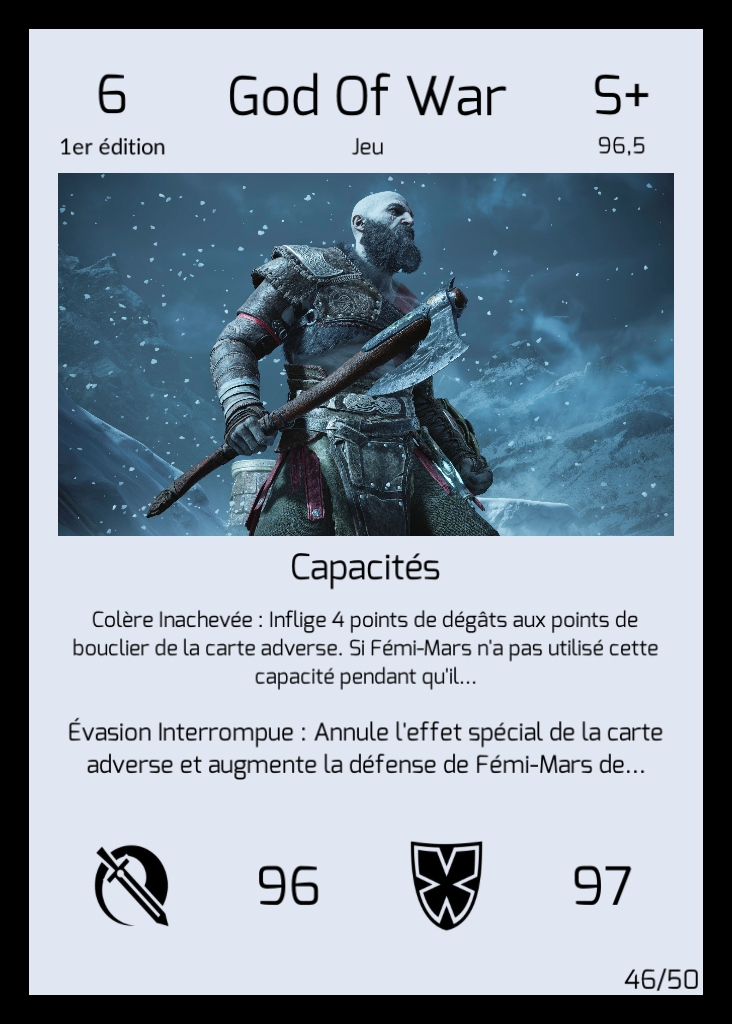 6 God Of War S+
1er édition Jeu 96,5
Capacités
Colère Inachevée : Inflige 4 points de dégâts aux points de
bouclier de la carte adverse. Si Fémi-Mars n'a pas utilisé cette
capacité pendant qu'il...
Évasion Interrompue : Annule l'effet spécial de la carte
adverse et augmente la défense de Fémi-Mars de...
96 97
46/50